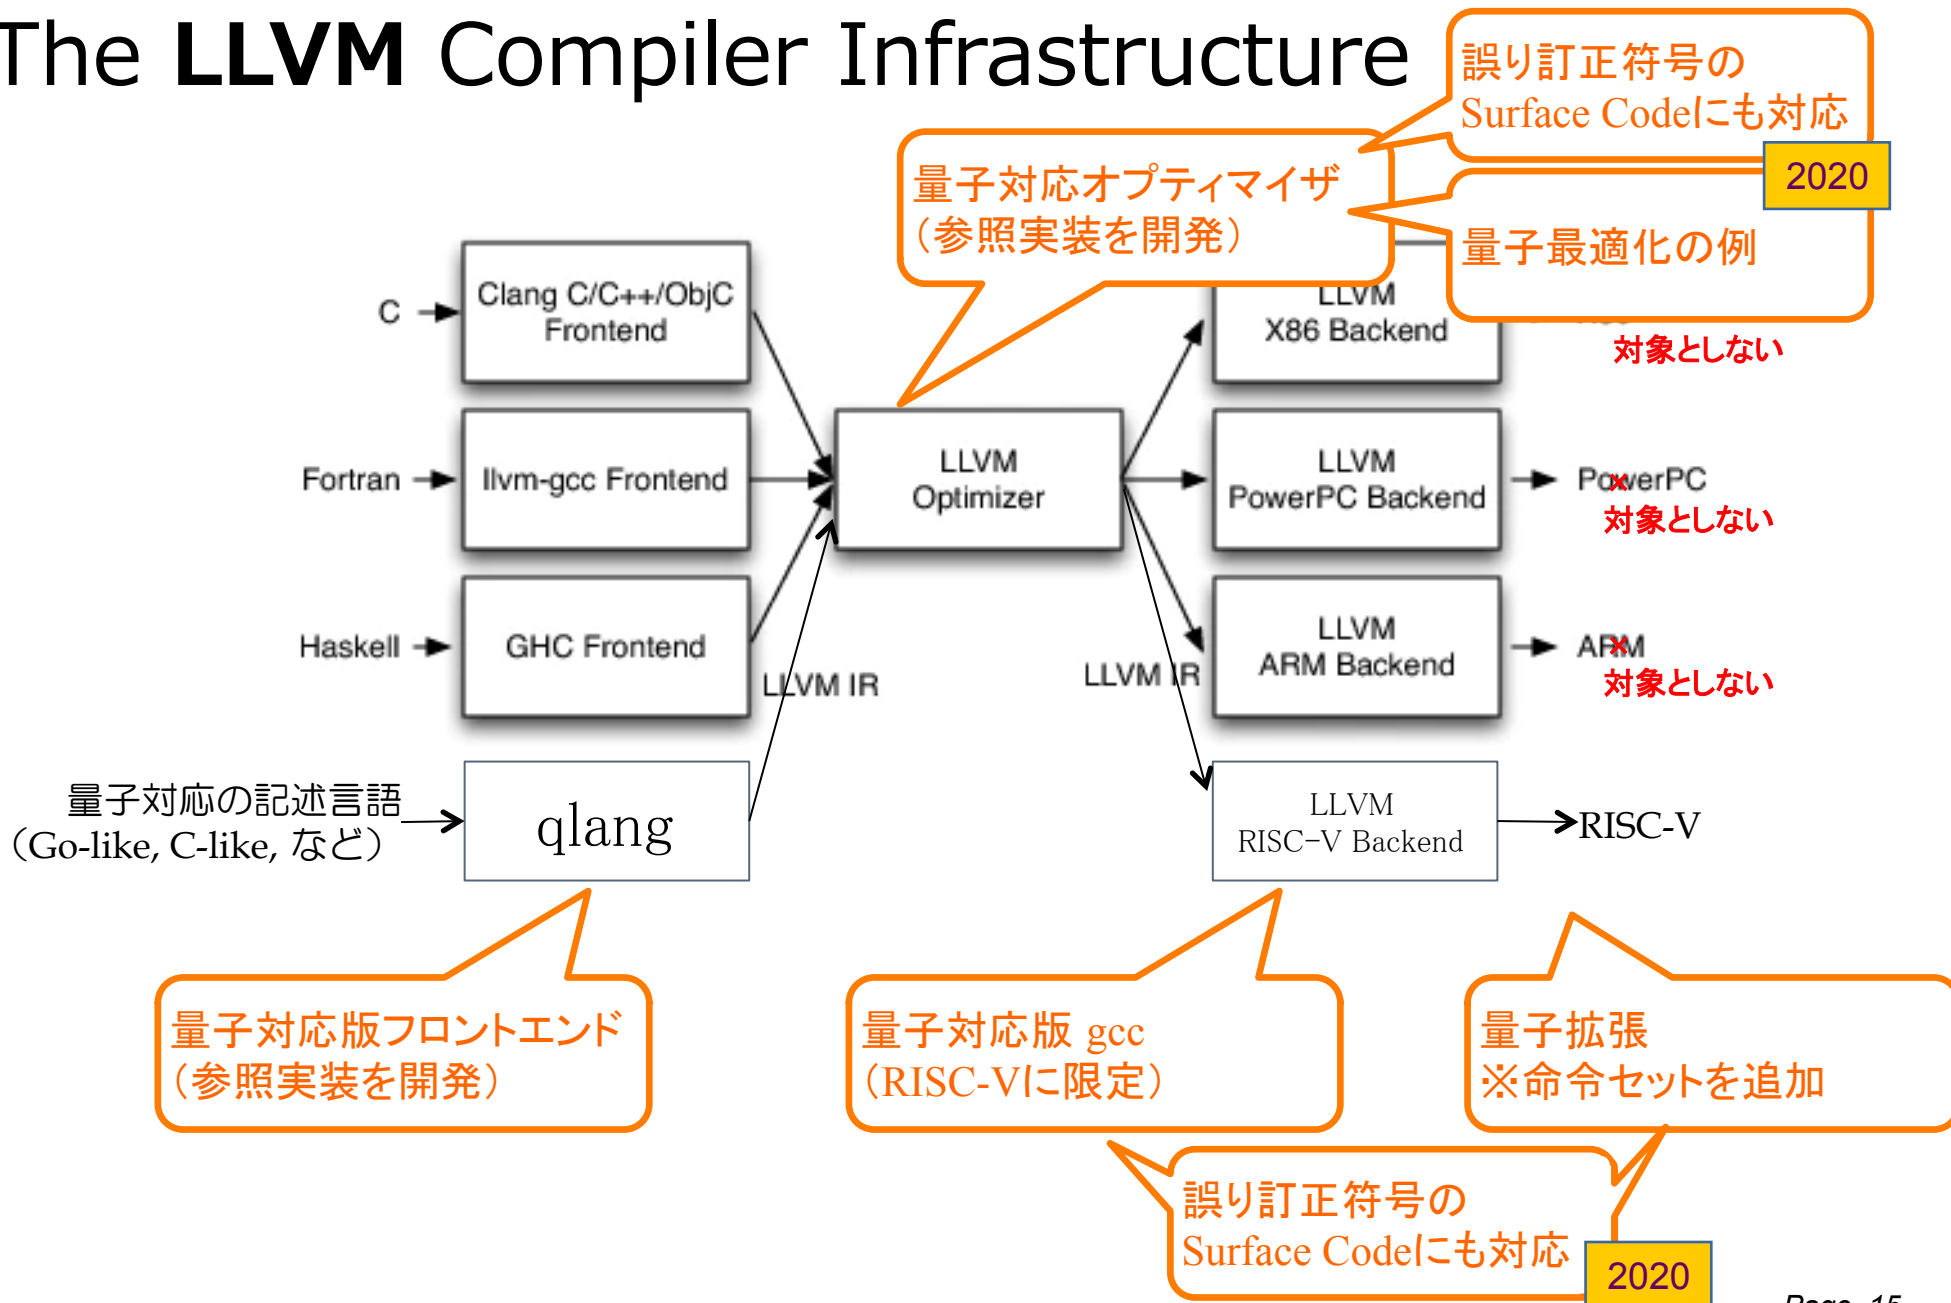 The LLVM Compiler Infrastructure
誤り訂正符号の
Surface Codeにも対応
2020
量子対応オプティマイザ
（参照実装を開発）
量子最適化の例
C
Clang C/C++/ObjC
Frontend
LLVM
X86 Backend
対象としない
Fortran
llvm-gcc Frontend
LLVM
Optimizer
LLVM
PowerPC Backend
PowerPC
×
対象としない
Haskell
GHC Frontend
LLVM IR
LLVM IR
LLVM
ARM Backend
ARM
×
対象としない
量子対応の記述言語
（Go-like, C-like, など）
qlang
LLVM
RISC-V Backend
RISC-V
量子対応版フロントエンド
（参照実装を開発）
量子対応版 gcc
（RISC-Vに限定）
量子拡張
※命令セットを追加
誤り訂正符号の
Surface Codeにも対応
2020
Page 15